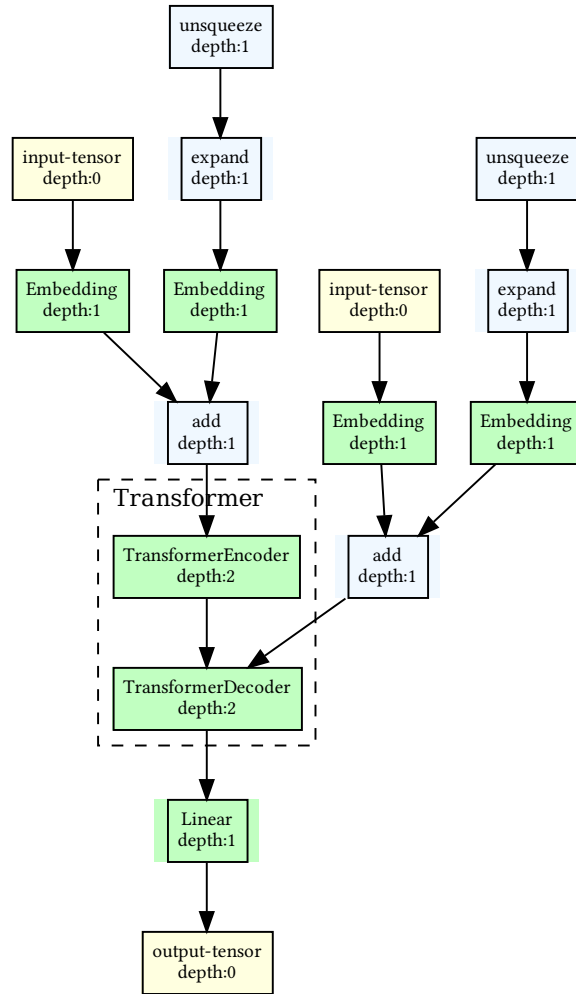 unsqueeze
depth:1
input-tensor
depth:0
expand
depth:1
unsqueeze
depth:1
Embedding
depth:1
Embedding
depth:1
input-tensor
depth:0
expand
depth:1
add
depth:1
Embedding
depth:1
Embedding
depth:1
Transformer
TransformerEncoder
depth:2
add
depth:1
TransformerDecoder
depth:2
Linear
depth:1
output-tensor
depth:0